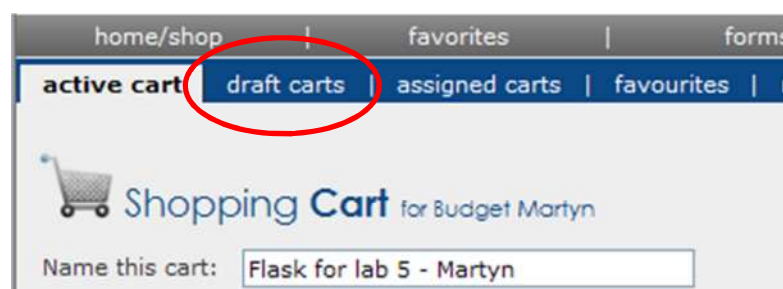 home/shop | favorites | forms
active cart draft carts | assigned carts | favourites |
Shopping Cart for Budget Martyn
Name this cart: Flask for lab 5 - Martyn